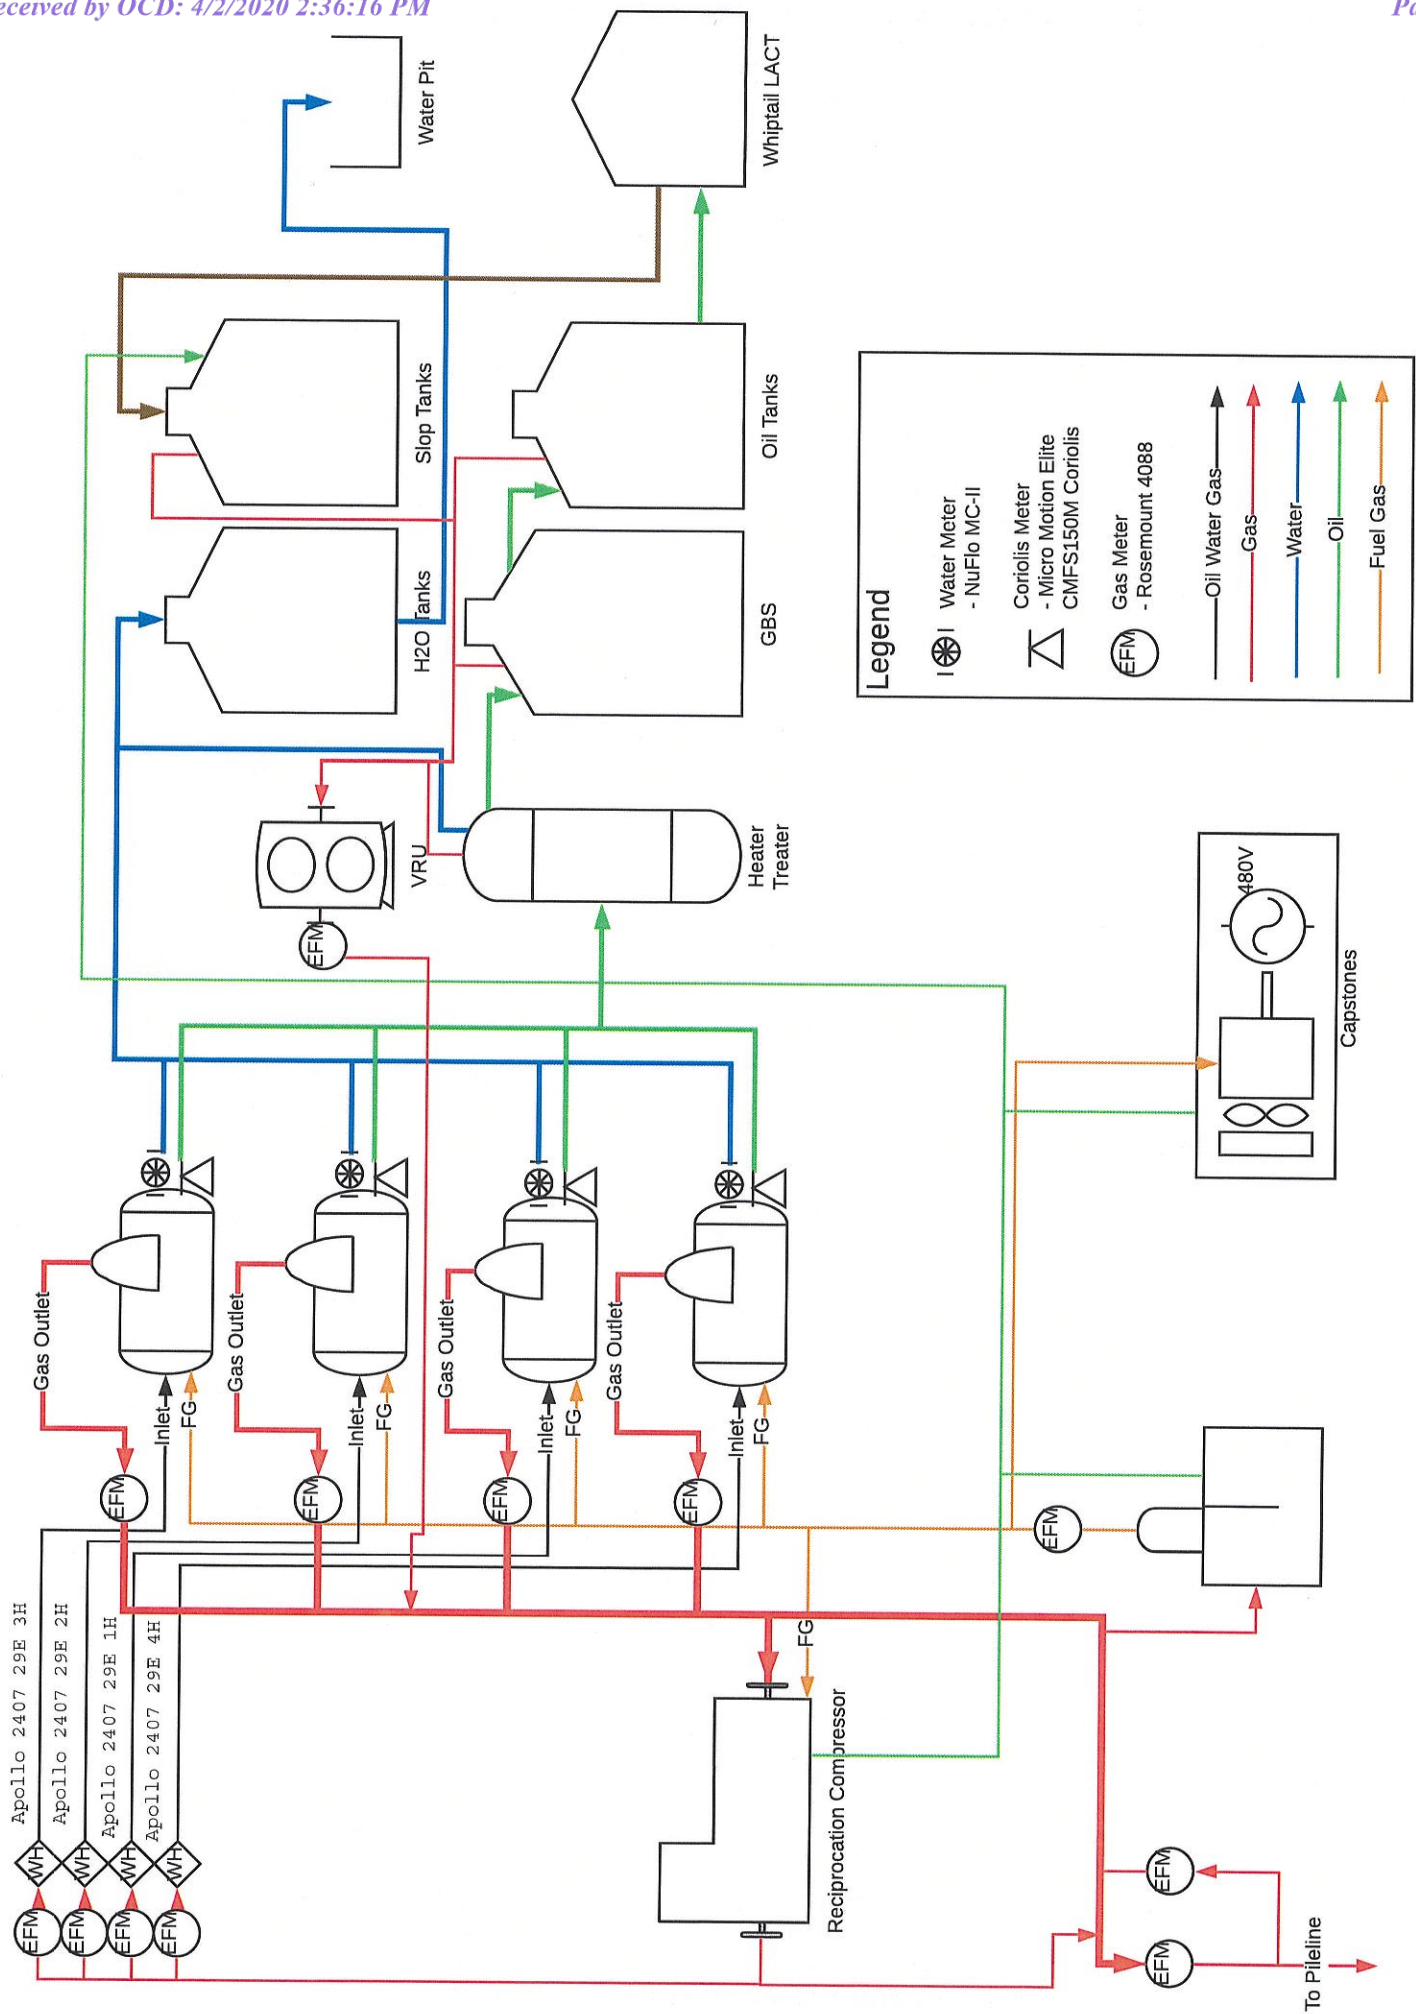 eceived by OCD: 4/2/2020 2:36:16 PM
Pa
Water Pit
Whiptail LACT
Slop Tanks
H2O Tanks
Oil Tanks
GBS
VRU
EFM
Heater
Treater
Legend
Water Meter
- NuFlo MC-II
Coriolis Meter
- Micro Motion Elite
CMFS150M Coriolis
EFM
Gas Meter
- Rosemount 4088
Oil Water Gas
Gas
Water
Oil
Fuel Gas
480V
Capstones
Gas Outlet
EFM
Inlet
FG
Gas Outlet
EFM
Inlet
FG
Gas Outlet
EFM
Inlet
FG
Gas Outlet
EFM
Inlet
FG
EFM
Apollo 2407 29E 3H
Apollo 2407 29E 2H
Apollo 2407 29E 1H
Apollo 2407 29E 4H
WH
WH
WH
WH
EFM
EFM
EFM
EFM
FG
Reciprocation Compressor
EFM
EFM
To Pileline